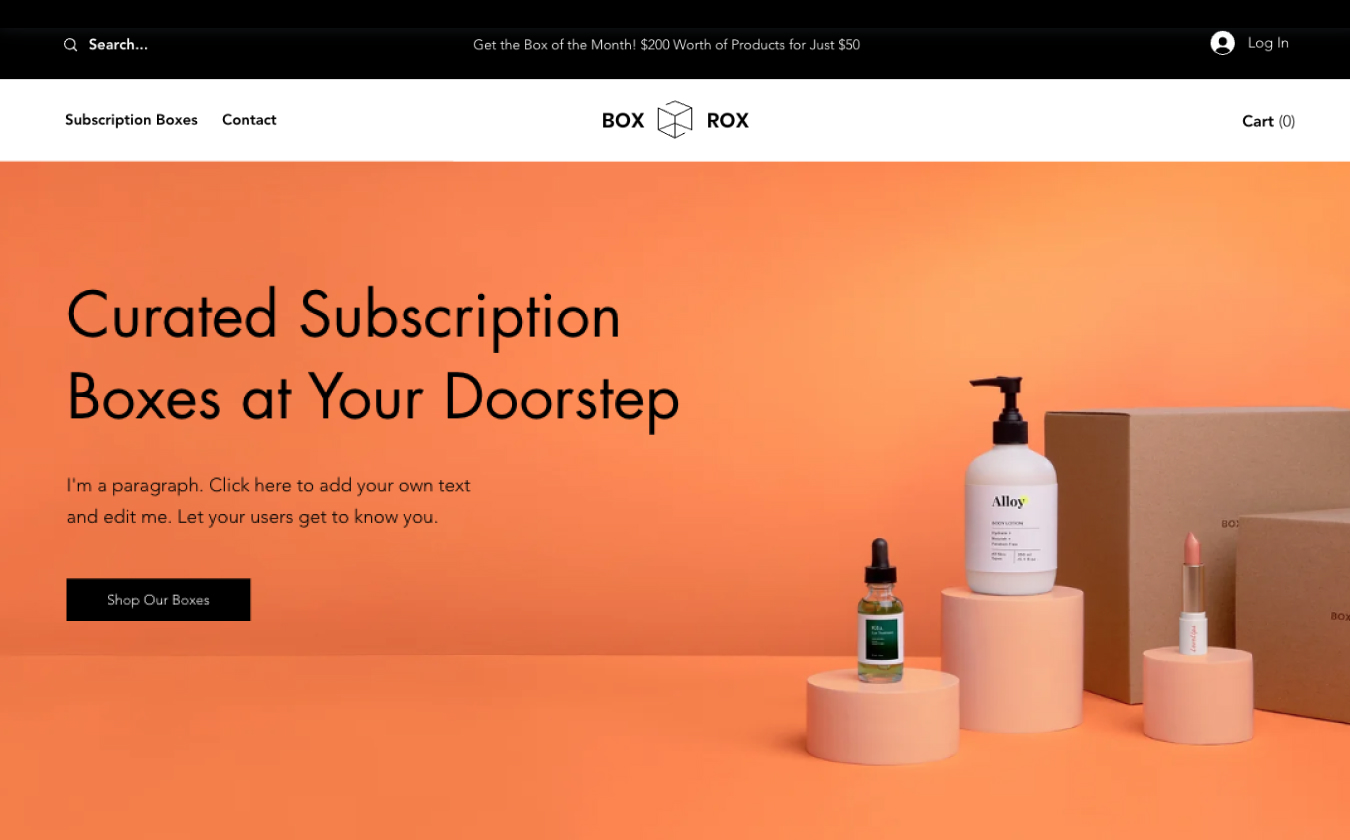 Search...
Get the Box of the Month! $200 Worth of Products for Just $50
Log In
Subscription Boxes
Contact
BOX ROX
Cart (0)
Curated Subscription
Boxes at Your Doorstep
I'm a paragraph. Click here to add your own text
and edit me. Let your users get to know you.
Shop Our Boxes
Alloy
BODY LOTION
BOX
BOX